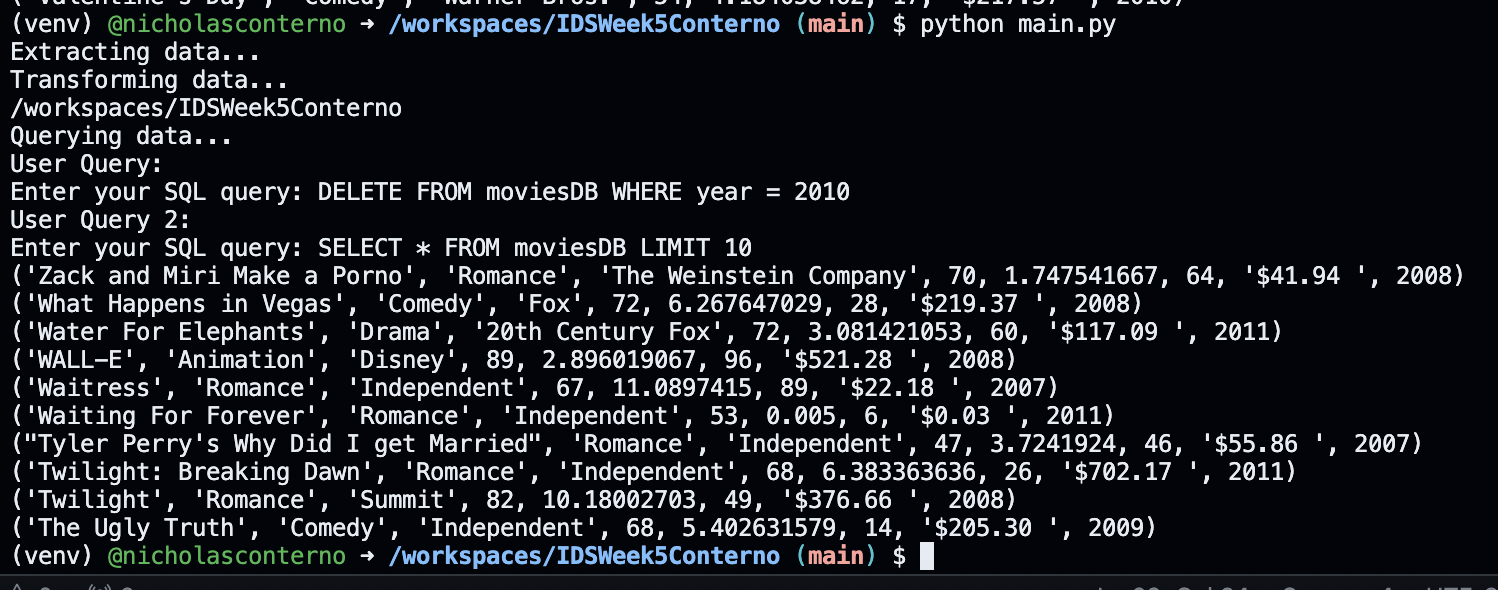 (venv) @nicholasconterno → /workspaces/IDSWeek5Conterno (main) $ python main.py
Extracting data...
Transforming data...
/workspaces/IDSWeek5Conterno
Querying data...
User Query:
Enter your SQL query: DELETE FROM moviesDB WHERE year = 2010
User Query 2:
Enter your SQL query: SELECT * FROM moviesDB LIMIT 10
('Zack and Miri Make a Porno', 'Romance', 'The Weinstein Company', 70, 1.747541667, 64, '$41.94 ', 2008)
('What Happens in Vegas', 'Comedy', 'Fox', 72, 6.267647029, 28, '$219.37 ', 2008)
('Water For Elephants', 'Drama', '20th Century Fox', 72, 3.081421053, 60, '$117.09 ', 2011)
('WALL-E', 'Animation', 'Disney', 89, 2.896019067, 96, '$521.28 ', 2008)
('Waitress', 'Romance', 'Independent', 67, 11.0897415, 89, '$22.18 ', 2007)
('Waiting For Forever', 'Romance', 'Independent', 53, 0.005, 6, '$0.03 ', 2011)
("Tyler Perry's Why Did I get Married", 'Romance', 'Independent', 47, 3.7241924, 46, '$55.86 ', 2007)
('Twilight: Breaking Dawn', 'Romance', 'Independent', 68, 6.383363636, 26, '$702.17 ', 2011)
('Twilight', 'Romance', 'Summit', 82, 10.18002703, 49, '$376.66 ', 2008)
('The Ugly Truth', 'Comedy', 'Independent', 68, 5.402631579, 14, '$205.30 ', 2009)
(venv) @nicholasconterno → /workspaces/IDSWeek5Conterno (main) $